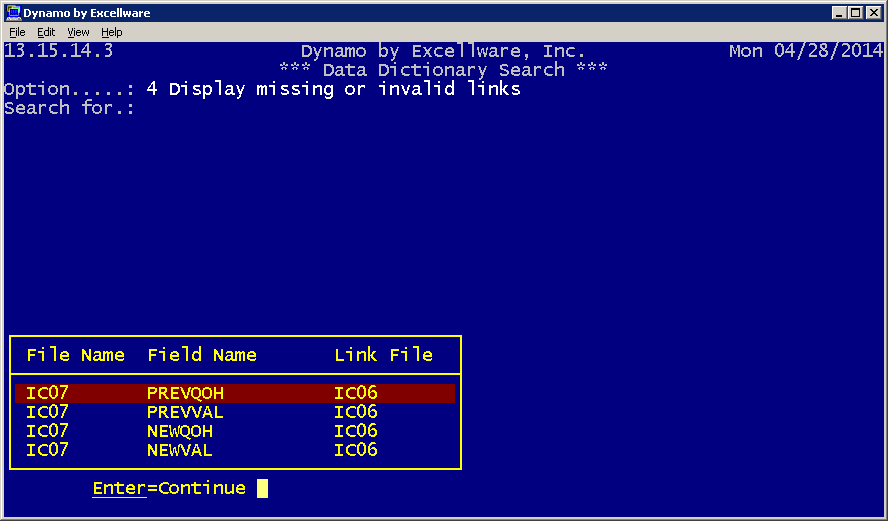 Dynamo by Excellware
File Edit View Help
13.15.14.3 Dynamo by Excellware, Inc. Mon 04/28/2014
*** Data Dictionary Search ***
Option.....: 4 Display missing or invalid links
Search for.:
File Name Field Name Link File
IC07 PREVQOH IC06
IC07 PREVVAL IC06
IC07 NEWQOH IC06
IC07 NEWVAL IC06
Enter=Continue